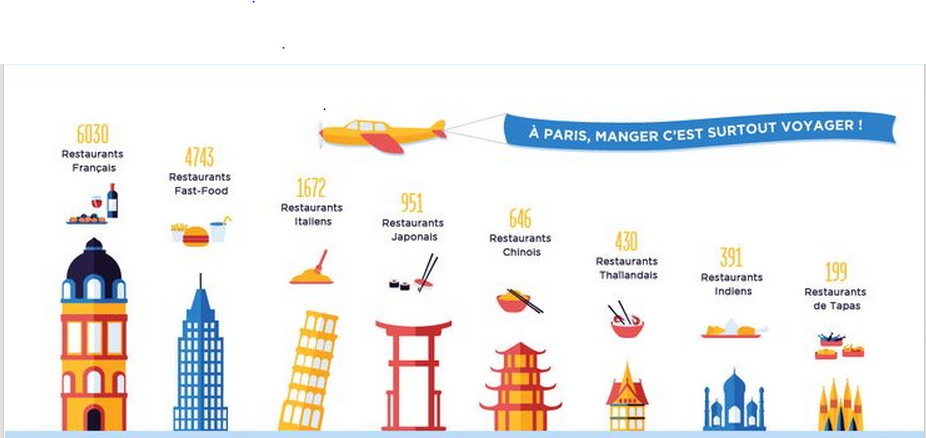 À PARIS, MANGER C'EST SURTOUT VOYAGER !
6030
Restaurants
Français
4743
Restaurants
Fast-Food
1672
Restaurants
Italiens
951
Restaurants
Japonais
646
Restaurants
Chinois
430
Restaurants
Thaïlandais
391
Restaurants
Indiens
199
Restaurants
de Tapas